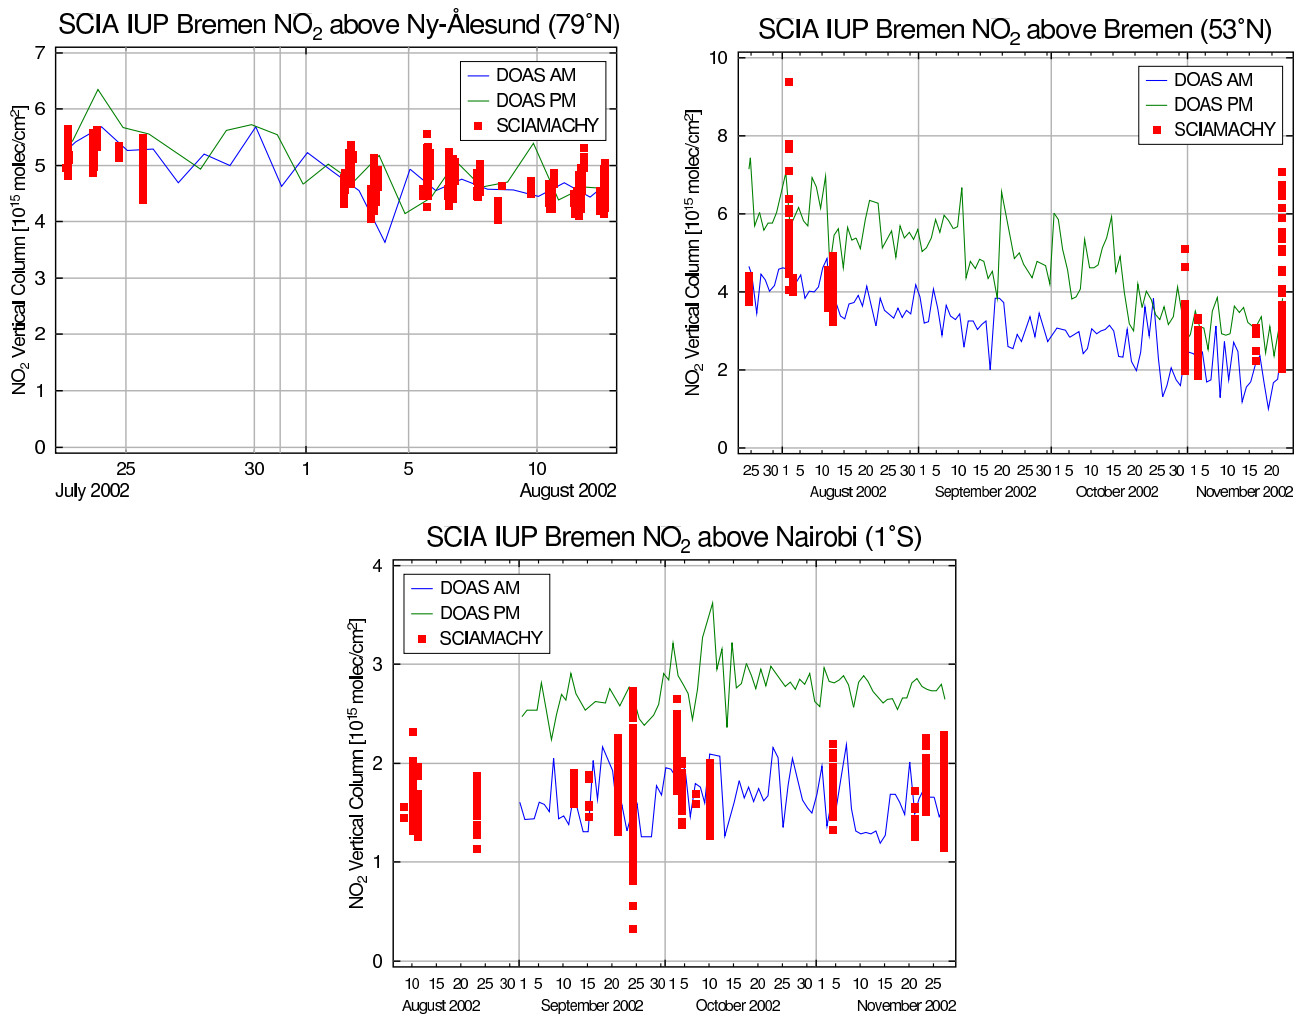 SCIA IUP Bremen NO2 above Ny-Ålesund (79°N)
7
6
5
4
3
2
1
0
NO2 Vertical Column [10^15 molec/cm^2]
DOAS AM
DOAS PM
SCIAMACHY
25 30 1 5 10
July 2002 August 2002
SCIA IUP Bremen NO2 above Bremen (53°N)
10
8
6
4
2
0
NO2 Vertical Column [10^15 molec/cm^2]
DOAS AM
DOAS PM
SCIAMACHY
25 30 1 5 10 15 20 25 30 1 5 10 15 20 25 30 1 5 10 15 20 25 30 1 5 10 15 20
August 2002 September 2002 October 2002 November 2002
SCIA IUP Bremen NO2 above Nairobi (1°S)
4
3
2
1
0
NO2 Vertical Column [10^15 molec/cm^2]
DOAS AM
DOAS PM
SCIAMACHY
10 15 20 25 30 1 5 10 15 20 25 30 1 5 10 15 20 25 30 1 5 10 15 20 25
August 2002 September 2002 October 2002 November 2002